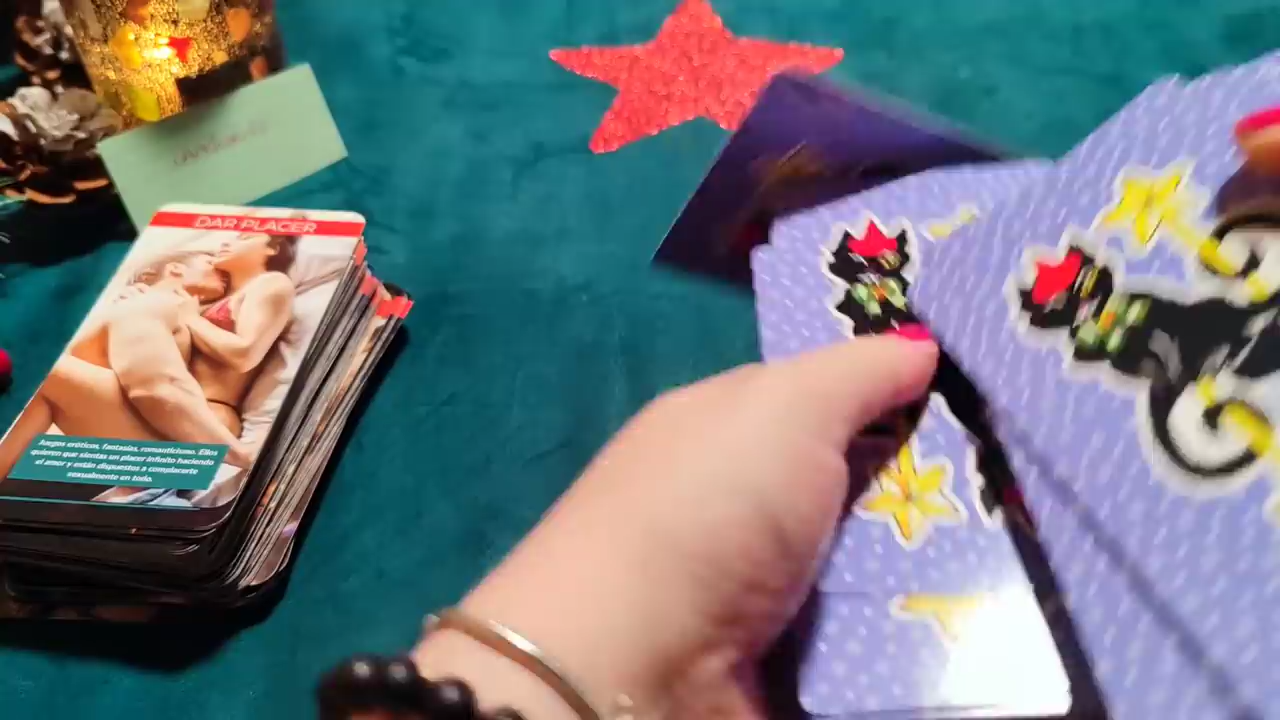 DAR PLACER
Juegos eróticos, fantasías, romanticismo. Ellos
quieren que sientas un placer infinito haciendo
el amor y están dispuestos a complacerte
sexualmente en todo.